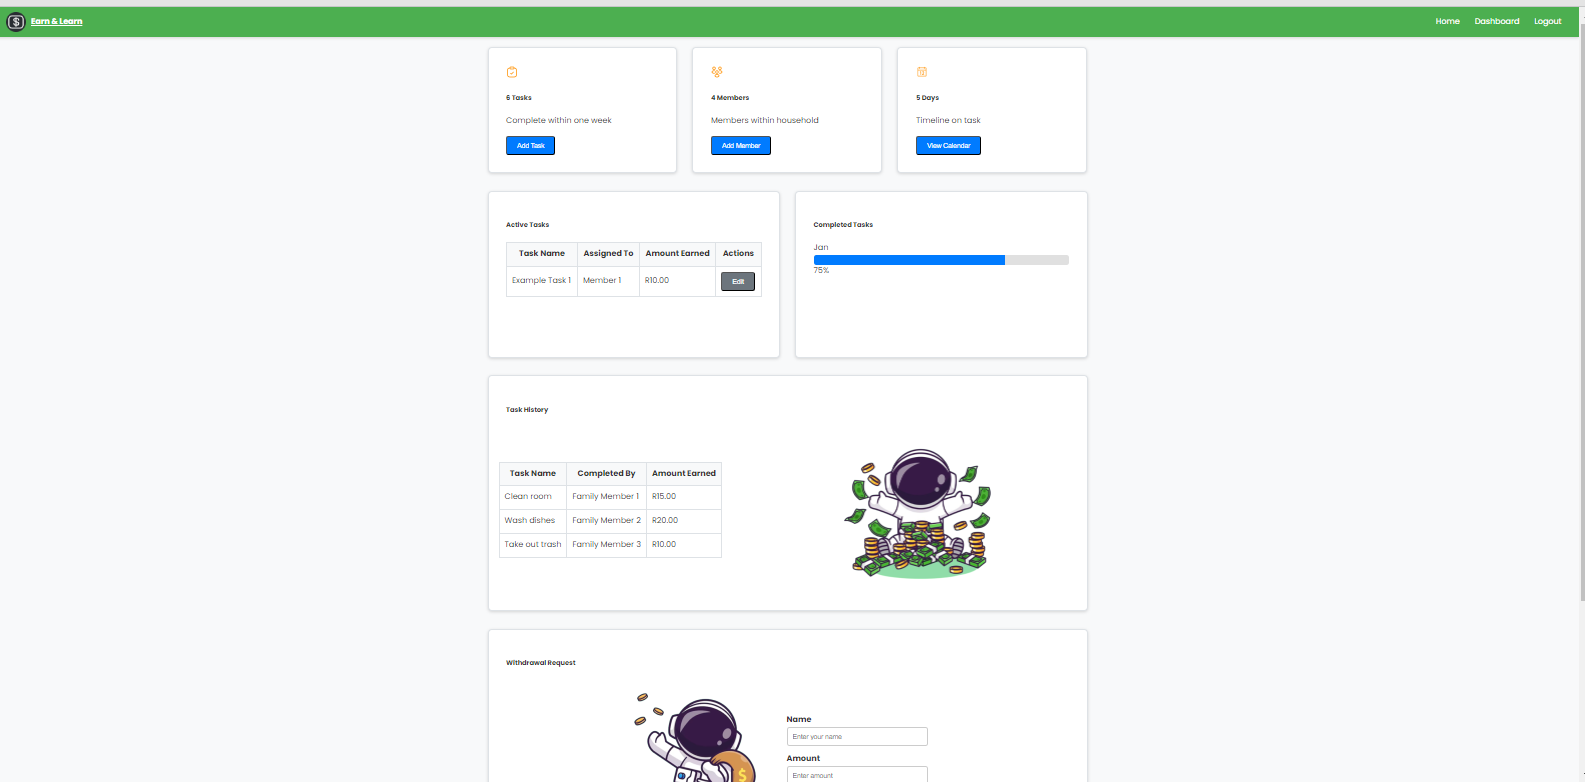 Earn & Learn
Home Dashboard Logout
6 Tasks
Complete within one week
Add Task
4 Members
Members within household
Add Member
5 Days
Timeline on task
View Calendar
Active Tasks
Task Name Assigned To Amount Earned Actions
Example Task 1 Member 1 R10.00 Edit
Completed Tasks
Jan
75%
Task History
Task Name Completed By Amount Earned
Clean room Family Member 1 R15.00
Wash dishes Family Member 2 R20.00
Take out trash Family Member 3 R10.00
Withdrawal Request
Name
Enter your name
Amount
Enter amount